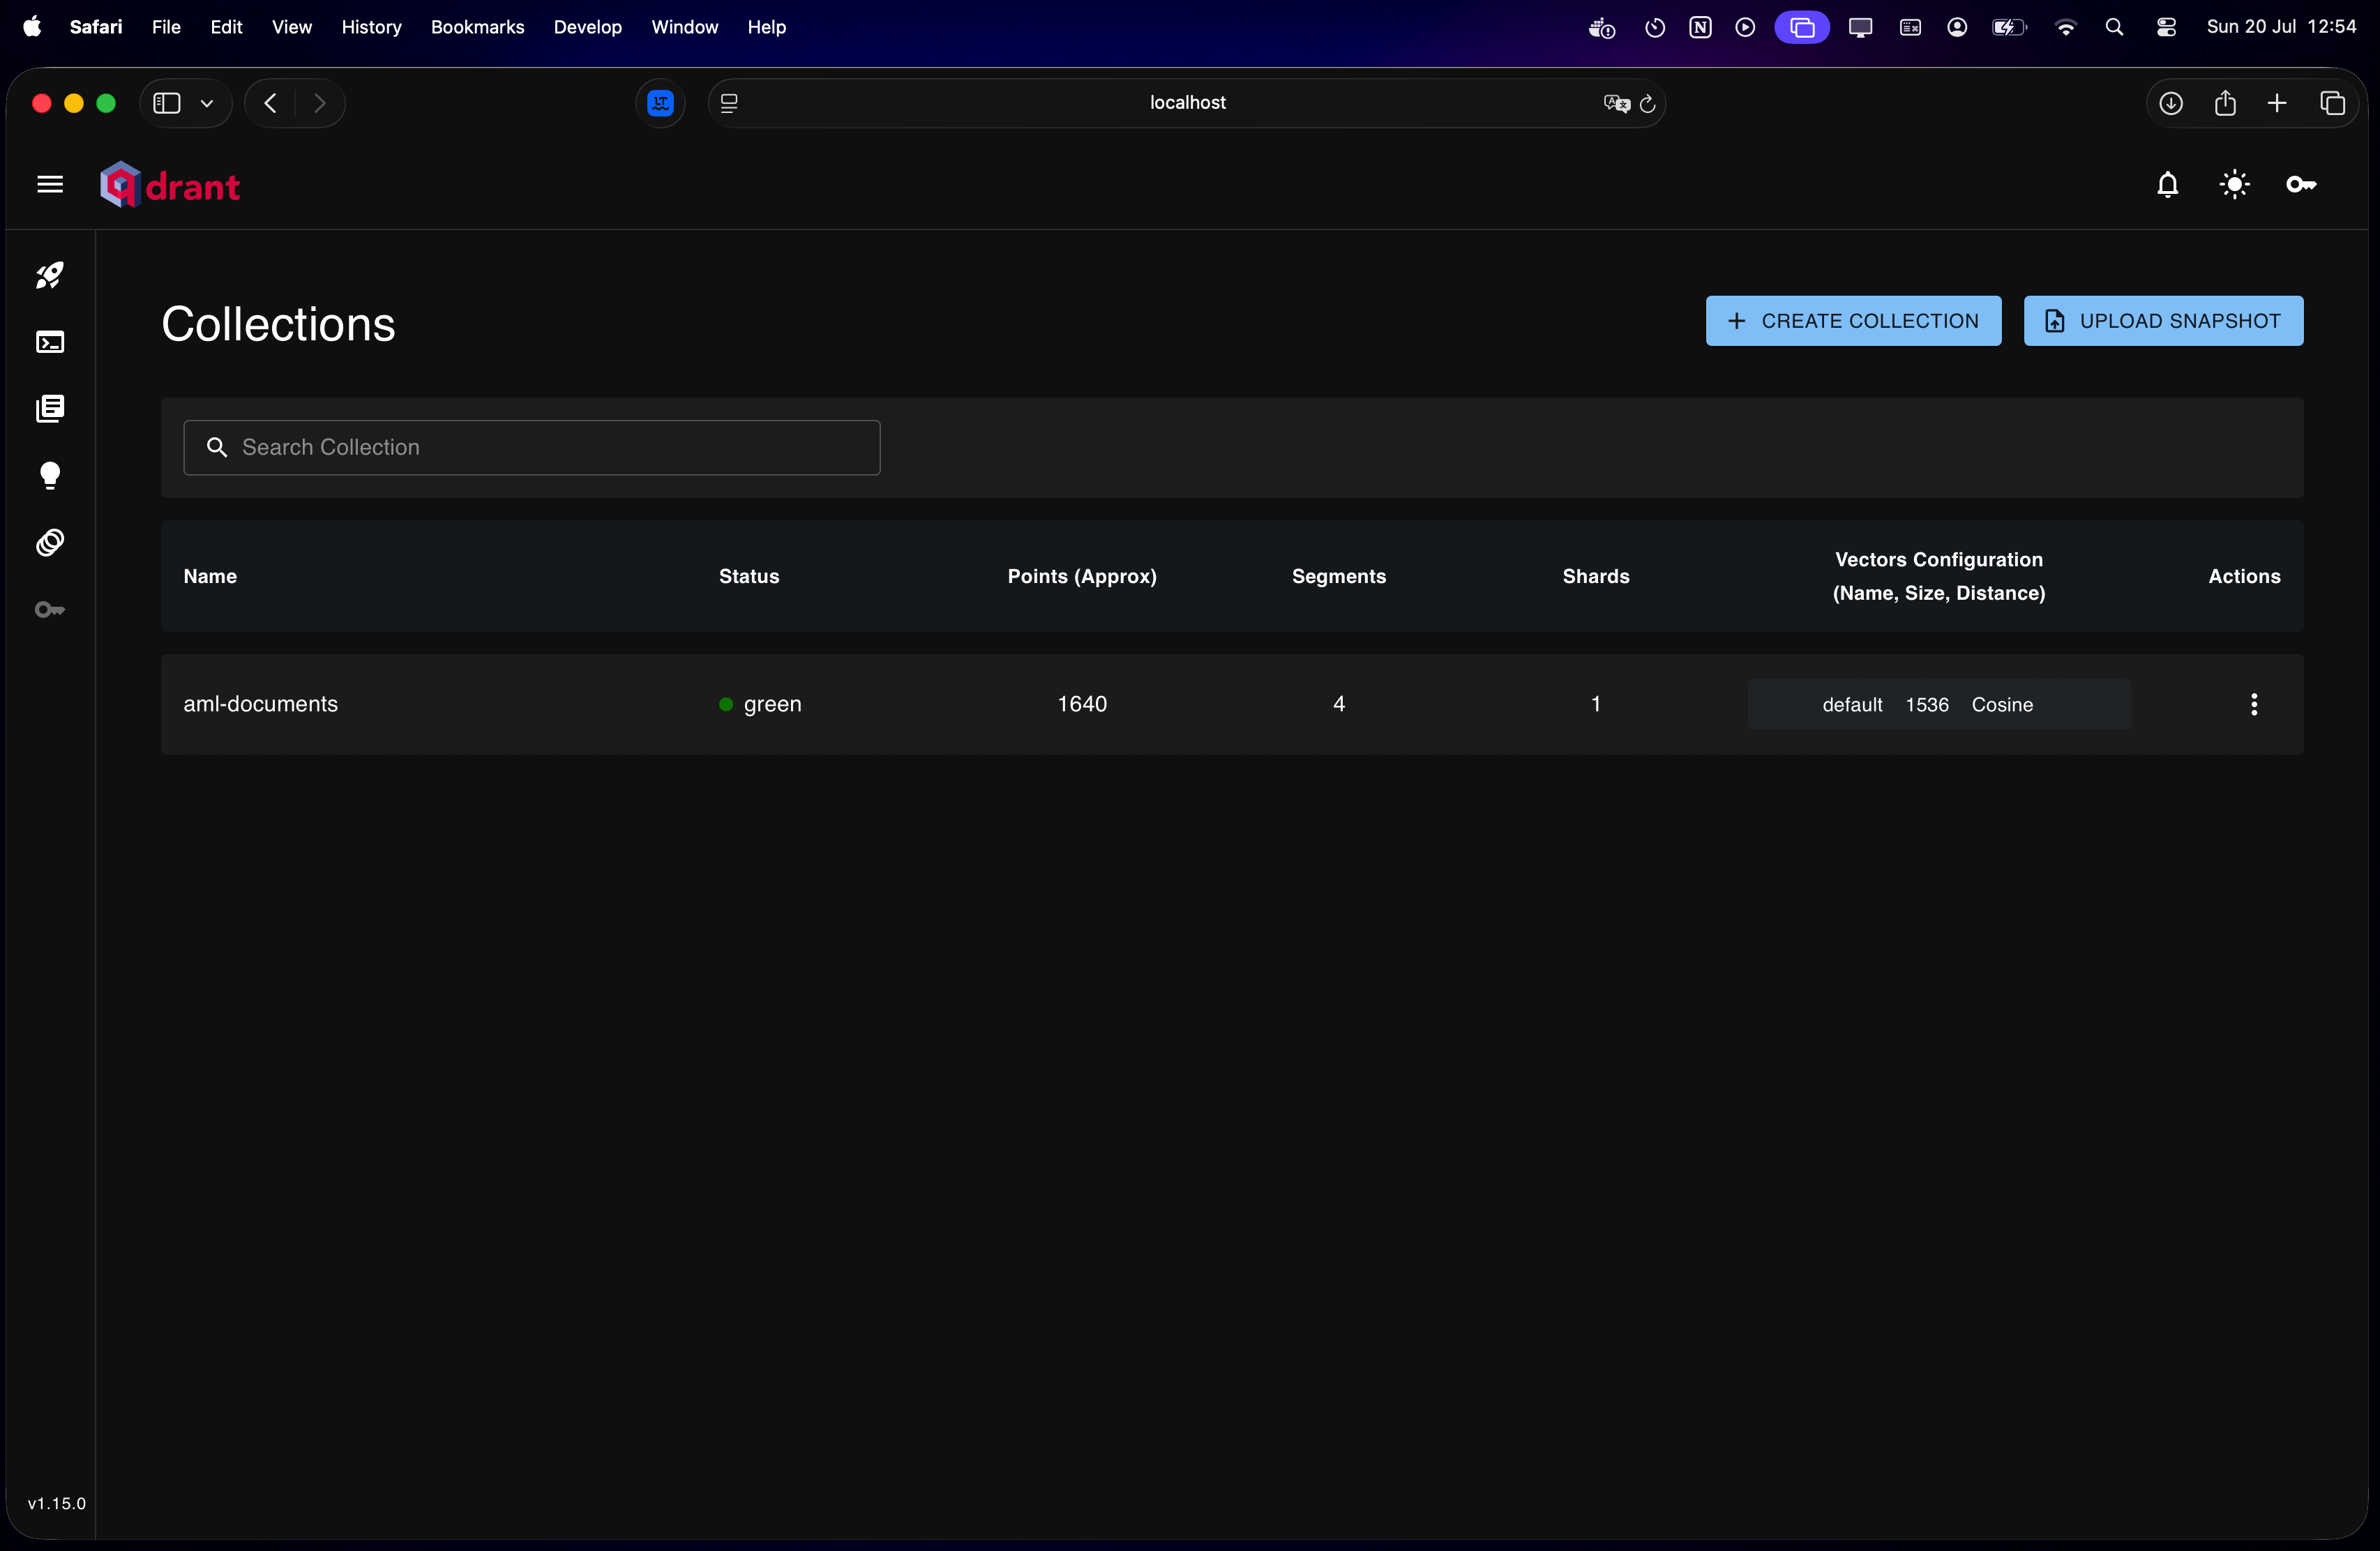 Safari File Edit View History Bookmarks Develop Window Help Sun 20 Jul 12:54
localhost
qdrant
Collections
CREATE COLLECTION
UPLOAD SNAPSHOT
Search Collection
Name Status Points (Approx) Segments Shards Vectors Configuration
(Name, Size, Distance) Actions
aml-documents green 1640 4 1 default 1536 Cosine
v1.15.0